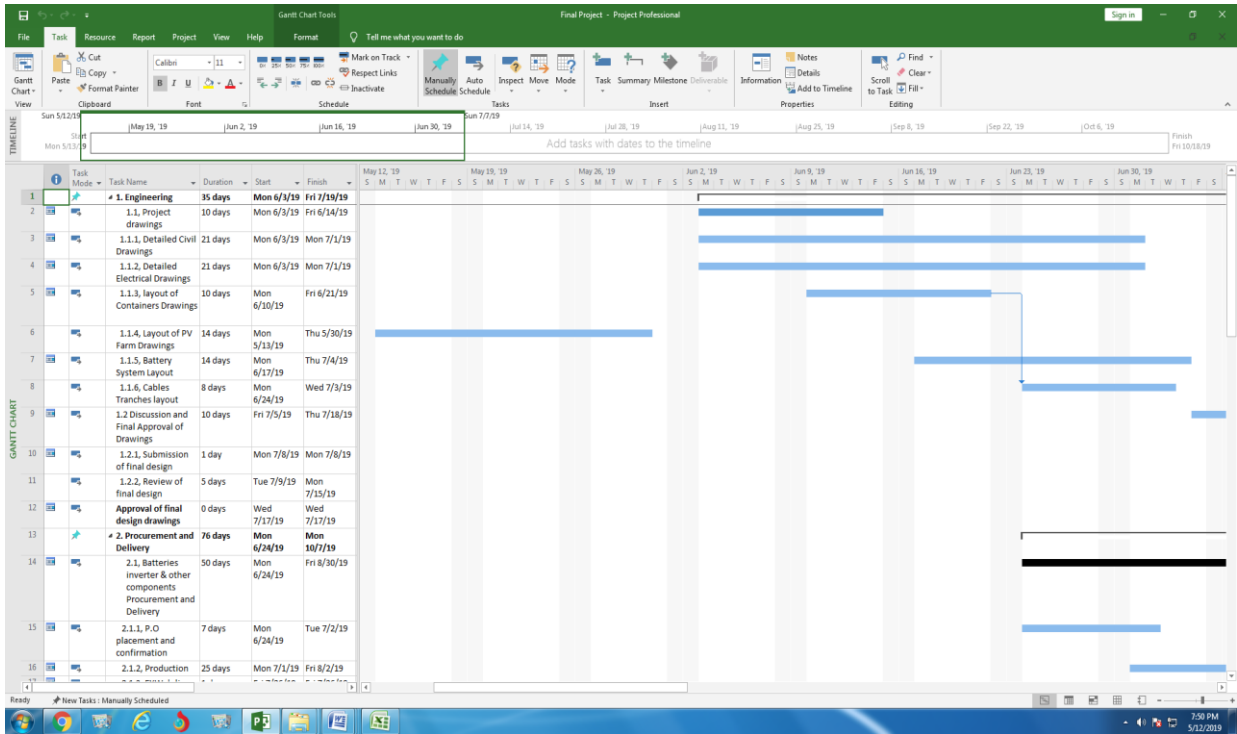 Gantt Chart Tools
Final Project - Project Professional
Sign in
File Task Resource Report Project View Help Format Tell me what you want to do
Gantt Chart
View
Paste
Cut
Copy
Format Painter
Clipboard
Calibri 11
B I U A
Font
0% 25% 50% 75% 100%
Mark on Track
Respect Links
Inactivate
Schedule
Manually Schedule
Auto Schedule
Inspect Move Mode
Tasks
Task Summary Milestone Deliverable
Insert
Information
Notes
Details
Add to Timeline
Properties
Scroll to Task
Find
Clear
Fill
Editing
TIMELINE
Sun 5/12/19
Sun 7/7/19
May 19, '19 Jun 2, '19 Jun 16, '19 Jun 30, '19 Jul 14, '19 Jul 28, '19 Aug 11, '19 Aug 25, '19 Sep 8, '19 Sep 22, '19 Oct 6, '19
Start
Mon 5/13/19
Add tasks with dates to the timeline
Finish
Fri 10/18/19
GANTT CHART
Task Mode Task Name Duration Start Finish
May 12, '19 May 19, '19 May 26, '19 Jun 2, '19 Jun 9, '19 Jun 16, '19 Jun 23, '19 Jun 30, '19
S M T W T F S S M T W T F S S M T W T F S S M T W T F S S M T W T F S S M T W T F S S M T W T F S S M T W T F S
1 1. Engineering 35 days Mon 6/3/19 Fri 7/19/19
2 1.1, Project 10 days Mon 6/3/19 Fri 6/14/19
drawings
3 1.1.1, Detailed Civil 21 days Mon 6/3/19 Mon 7/1/19
Drawings
4 1.1.2, Detailed 21 days Mon 6/3/19 Mon 7/1/19
Electrical Drawings
5 1.1.3, layout of 10 days Mon Fri 6/21/19
Containers Drawings 6/10/19
6 1.1.4, Layout of PV 14 days Mon Thu 5/30/19
Farm Drawings 5/13/19
7 1.1.5, Battery 14 days Mon Thu 7/4/19
System Layout 6/17/19
8 1.1.6, Cables 8 days Mon Wed 7/3/19
Tranches layout 6/24/19
9 1.2 Discussion and 10 days Fri 7/5/19 Thu 7/18/19
Final Approval of
Drawings
10 1.2.1, Submission 1 day Mon 7/8/19 Mon 7/8/19
of final design
11 1.2.2, Review of 5 days Tue 7/9/19 Mon
final design 7/15/19
12 Approval of final 0 days Wed Wed
design drawings 7/17/19 7/17/19
13 2. Procurement and 76 days Mon Mon
Delivery 6/24/19 10/7/19
14 2.1, Batteries 50 days Mon Fri 8/30/19
inverter & other 6/24/19
components
Procurement and
Delivery
15 2.1.1, P.O 7 days Mon Tue 7/2/19
placement and 6/24/19
confirmation
16 2.1.2, Production 25 days Mon 7/1/19 Fri 8/2/19
Ready New Tasks : Manually Scheduled
7:50 PM
5/12/2019